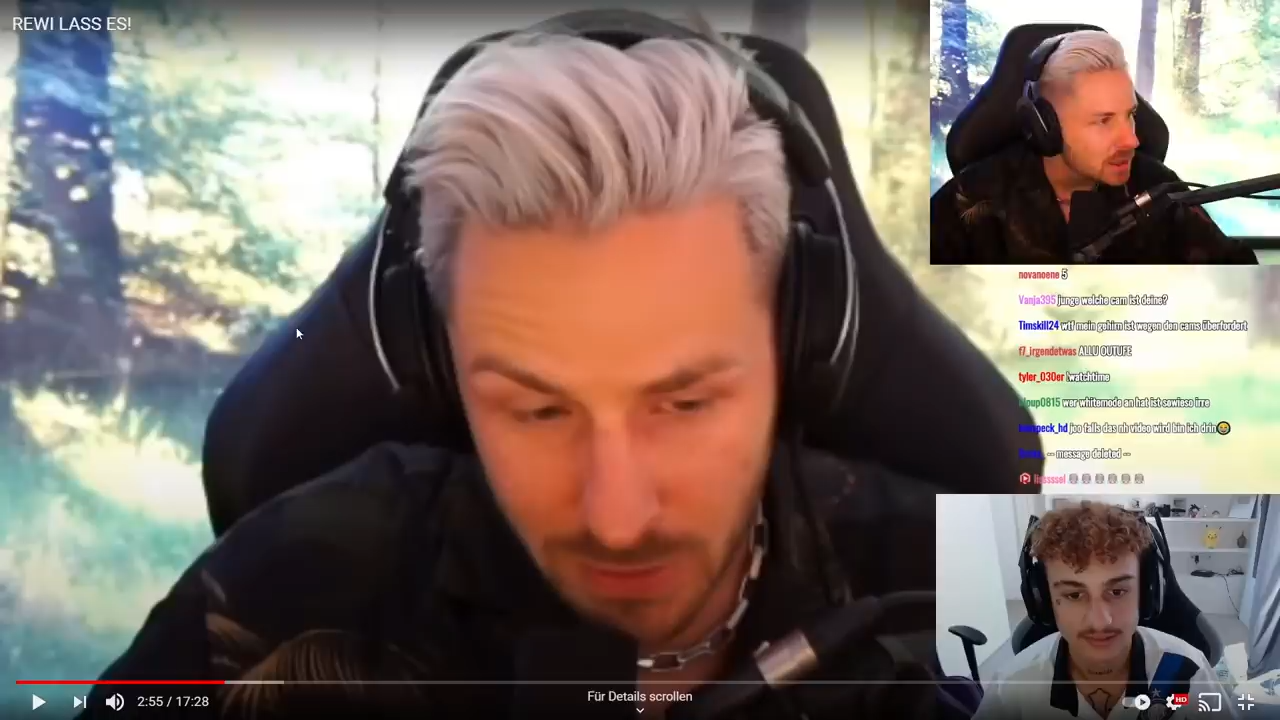 REWI LASS ES!
novanoene 5
Vanja395 junge welche cam ist deine?
Timskill24 wtf mein gehirn ist wegen den cams überfordert
f7_irgendetwas ALLU OUTUFE
tyler_030er !watchtime
wer whitemode an hat ist sowieso irre
joo falls das nh video wird bin ich drin😂
-- message deleted --
Für Details scrollen
2:55 / 17:28
HD